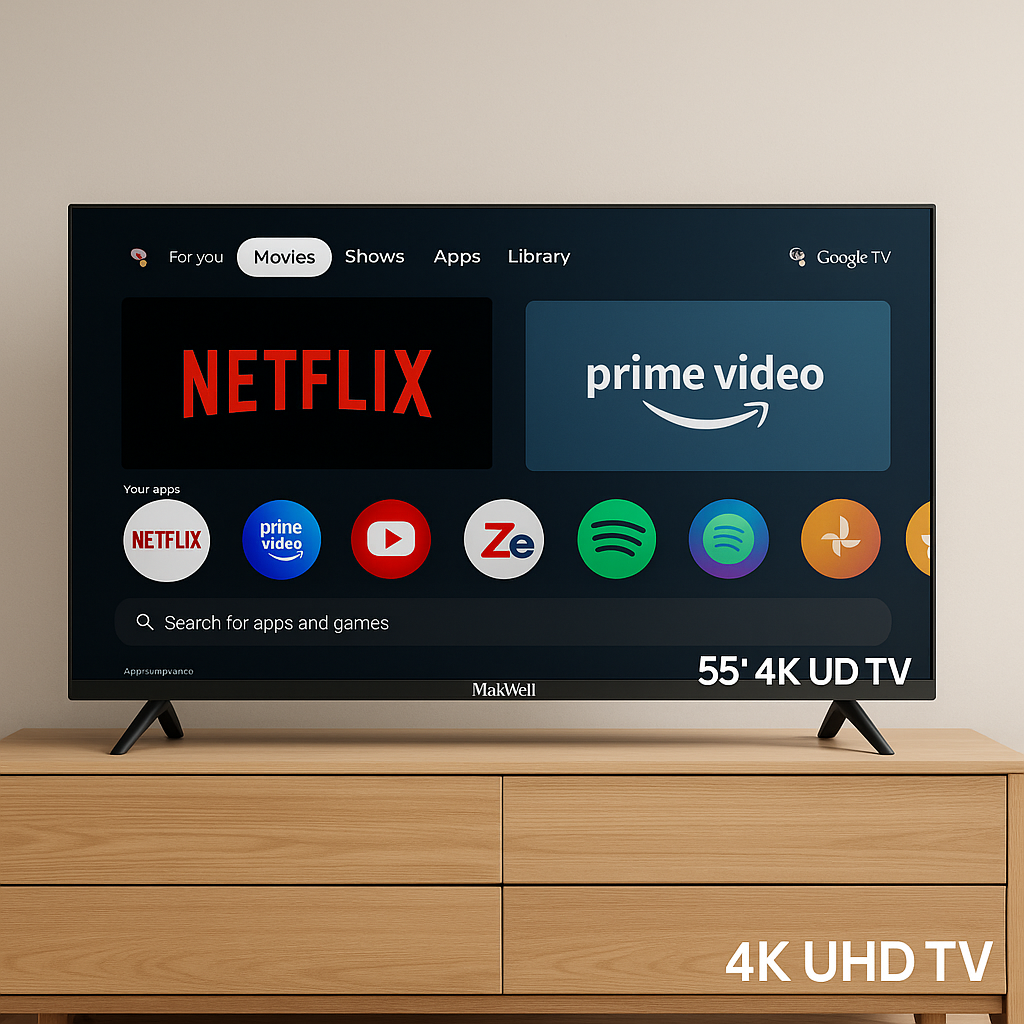 For you Movies Shows Apps Library Google TV
NETFLIX
prime video
Your apps
NETFLIX
prime
video
Ze
Search for apps and games
Apprsumpvanco
55' 4K UD TV
MakWell
4K UHD TV